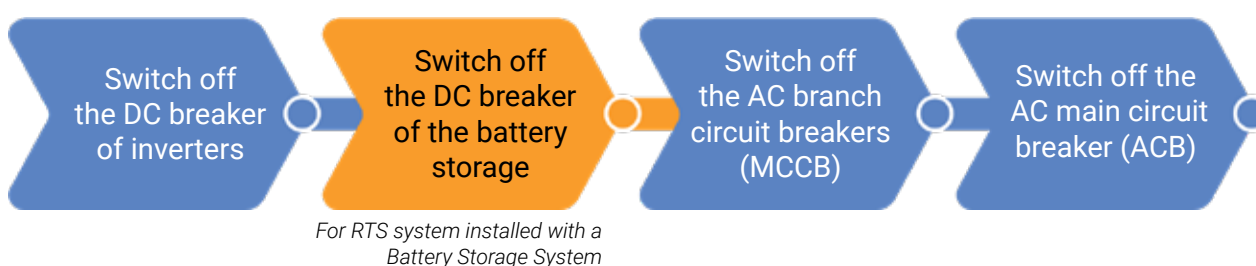 Switch off
the DC breaker
of inverters
Switch off
the DC breaker
of the battery
storage
Switch off
the AC branch
circuit breakers
(MCCB)
Switch off the
AC main circuit
breaker (ACB)
For RTS system installed with a
Battery Storage System